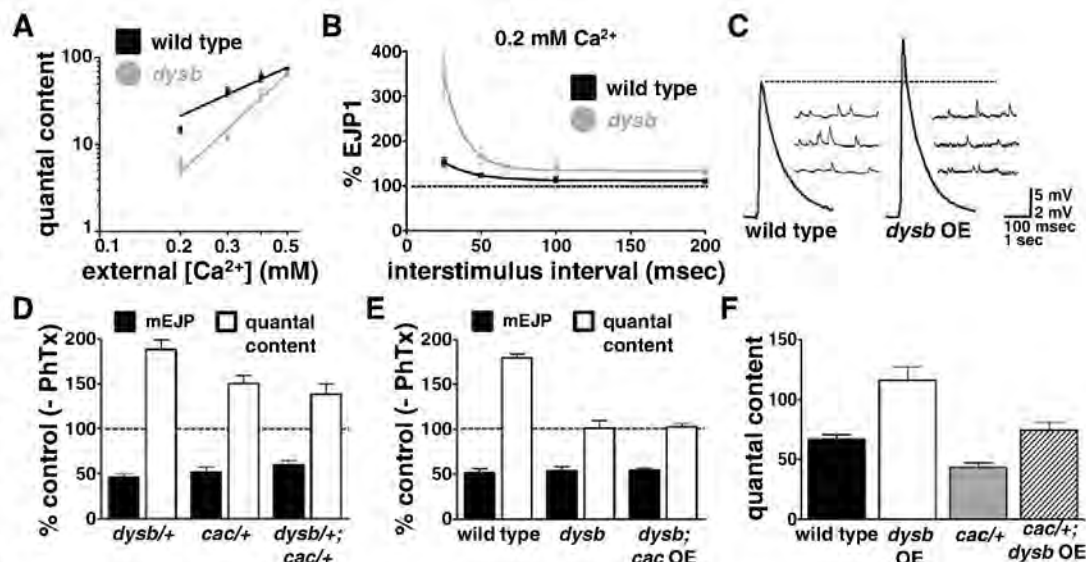 A
wild type
dysb
quantal content
100
10
1
0.1
0.2
0.3
0.5
external [Ca²⁺] (mM)
B
0.2 mM Ca²⁺
wild type
dysb
% EJP1
400
300
200
100
0
0
50
100
150
200
interstimulus interval (msec)
C
wild type
dysb OE
5 mV
2 mV
100 msec
1 sec
D
mEJP
quantal
content
% control (- PhTx)
200
150
100
50
0
dysb/+
cac/+
dysb/+;
cac/+
E
mEJP
quantal
content
% control (- PhTx)
200
150
100
50
0
wild type
dysb
dysb;
cac OE
F
quantal content
150
100
50
0
wild type
dysb
OE
cac/+
cac/+;
dysb OE